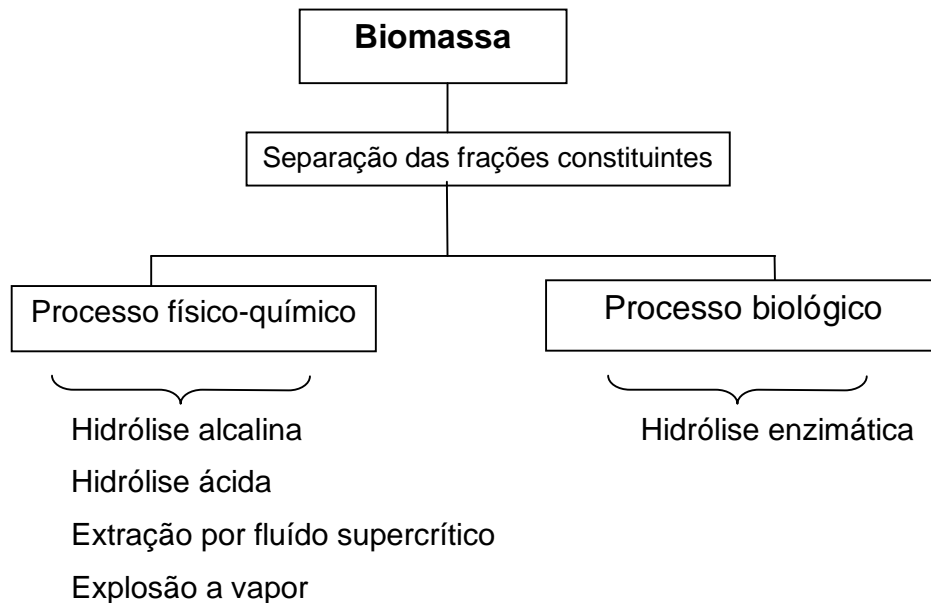 Biomassa
Separação das frações constituintes
Processo físico-químico
Processo biológico
Hidrólise alcalina
Hidrólise ácida
Extração por fluído supercrítico
Explosão a vapor
Hidrólise enzimática